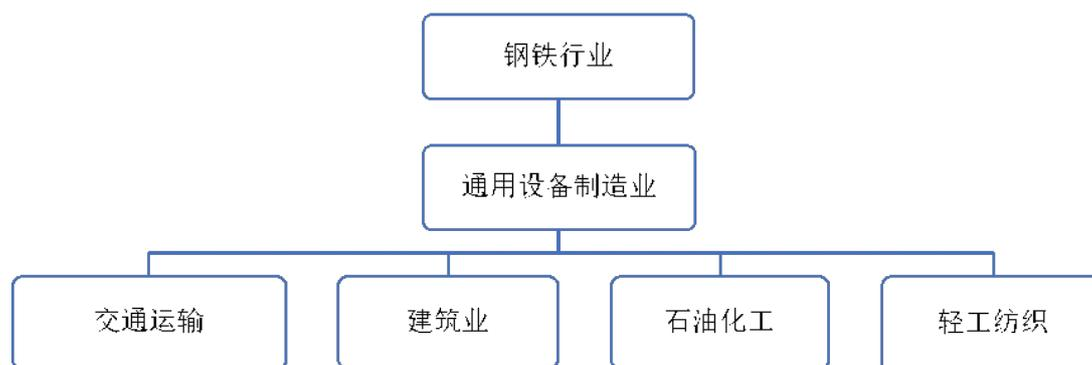 钢铁行业
通用设备制造业
交通运输
建筑业
石油化工
轻工纺织